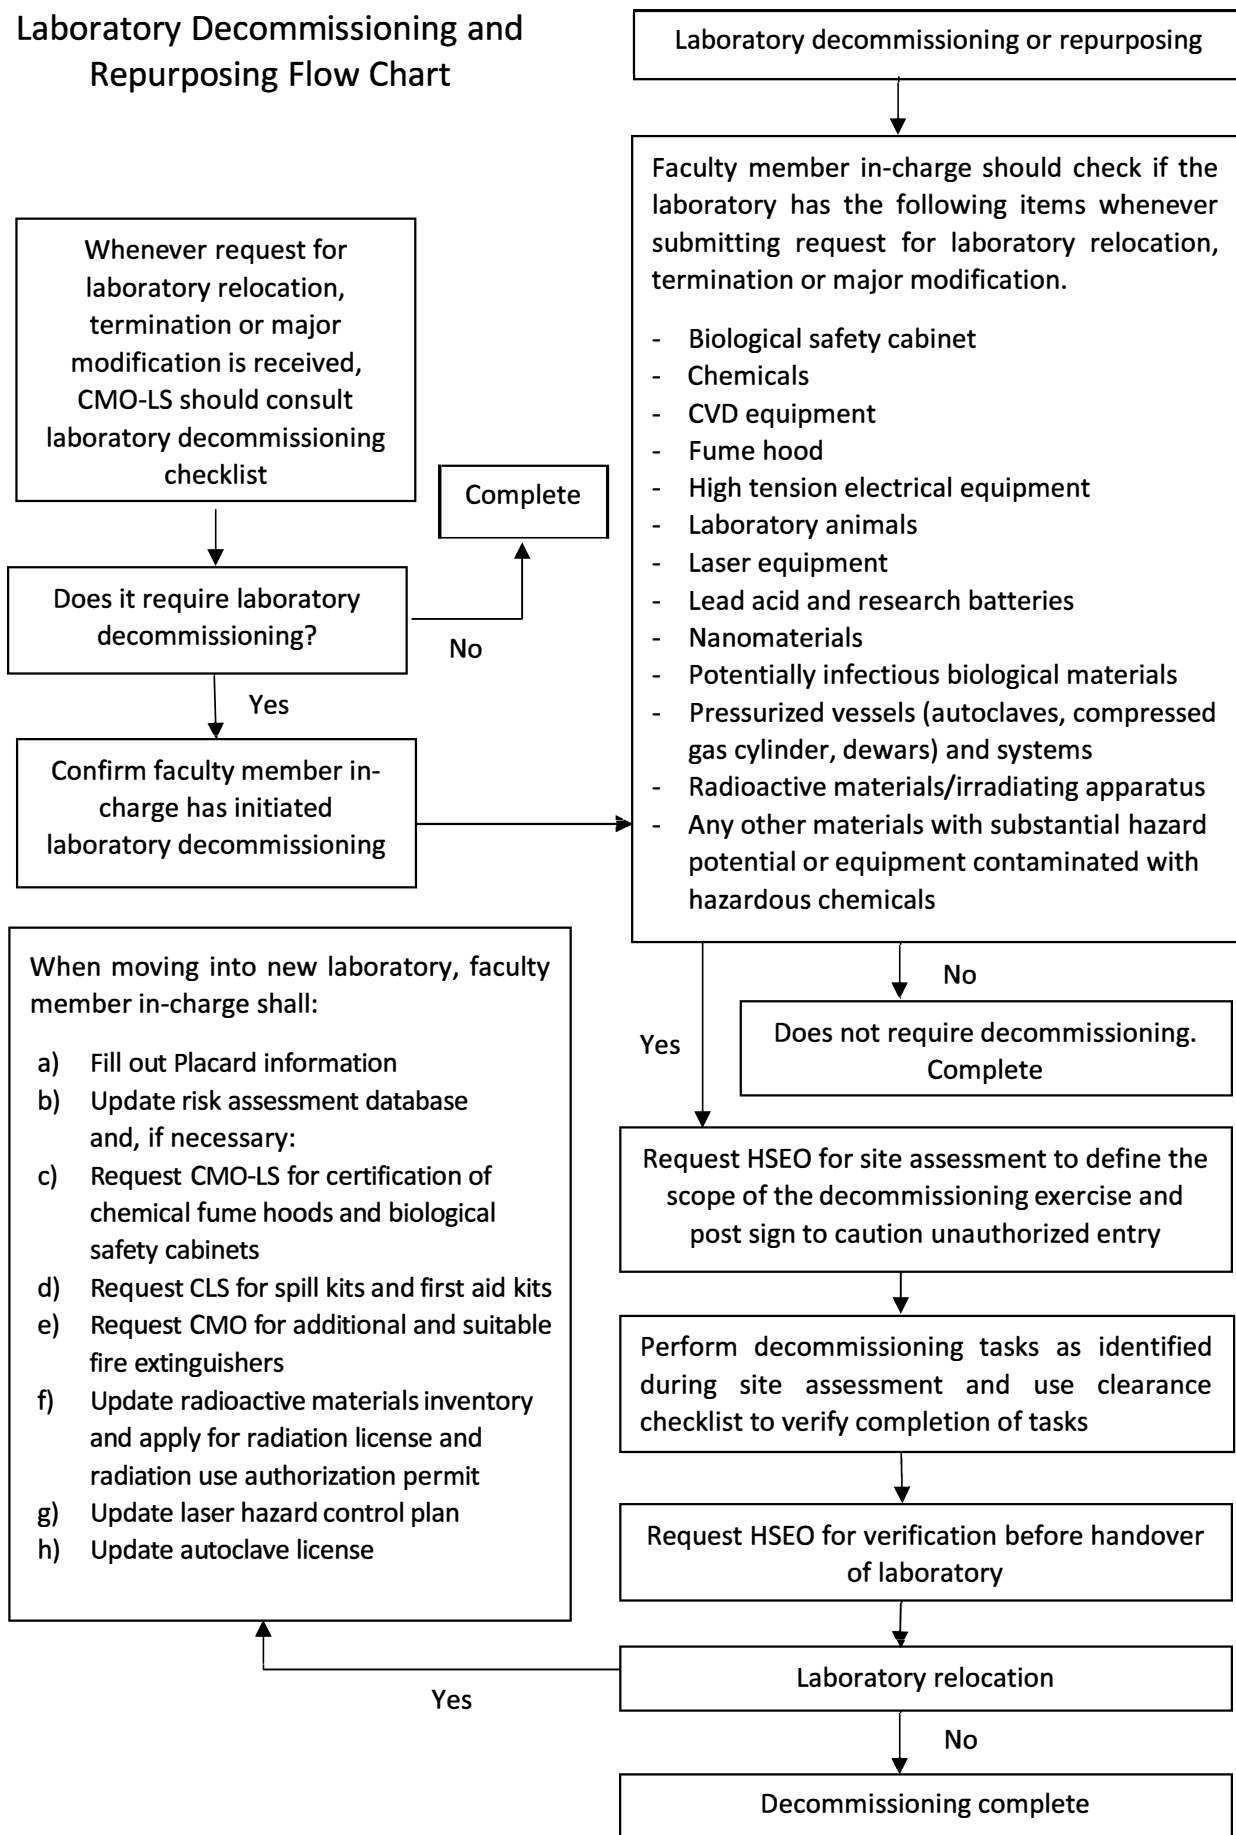 Laboratory Decommissioning and
Repurposing Flow Chart
Laboratory decommissioning or repurposing
Faculty member in-charge should check if the
laboratory has the following items whenever
submitting request for laboratory relocation,
termination or major modification.
- Biological safety cabinet
- Chemicals
- CVD equipment
- Fume hood
- High tension electrical equipment
- Laboratory animals
- Laser equipment
- Lead acid and research batteries
- Nanomaterials
- Potentially infectious biological materials
- Pressurized vessels (autoclaves, compressed
gas cylinder, dewars) and systems
- Radioactive materials/irradiating apparatus
- Any other materials with substantial hazard
potential or equipment contaminated with
hazardous chemicals
Whenever request for
laboratory relocation,
termination or major
modification is received,
CMO-LS should consult
laboratory decommissioning
checklist
Complete
Does it require laboratory
decommissioning?
No
Yes
Confirm faculty member in-
charge has initiated
laboratory decommissioning
No
Does not require decommissioning.
Complete
Yes
Request HSEO for site assessment to define the
scope of the decommissioning exercise and
post sign to caution unauthorized entry
Perform decommissioning tasks as identified
during site assessment and use clearance
checklist to verify completion of tasks
Request HSEO for verification before handover
of laboratory
Laboratory relocation
Yes
No
Decommissioning complete
When moving into new laboratory, faculty
member in-charge shall:
a) Fill out Placard information
b) Update risk assessment database
and, if necessary:
c) Request CMO-LS for certification of
chemical fume hoods and biological
safety cabinets
d) Request CLS for spill kits and first aid kits
e) Request CMO for additional and suitable
fire extinguishers
f) Update radioactive materials inventory
and apply for radiation license and
radiation use authorization permit
g) Update laser hazard control plan
h) Update autoclave license